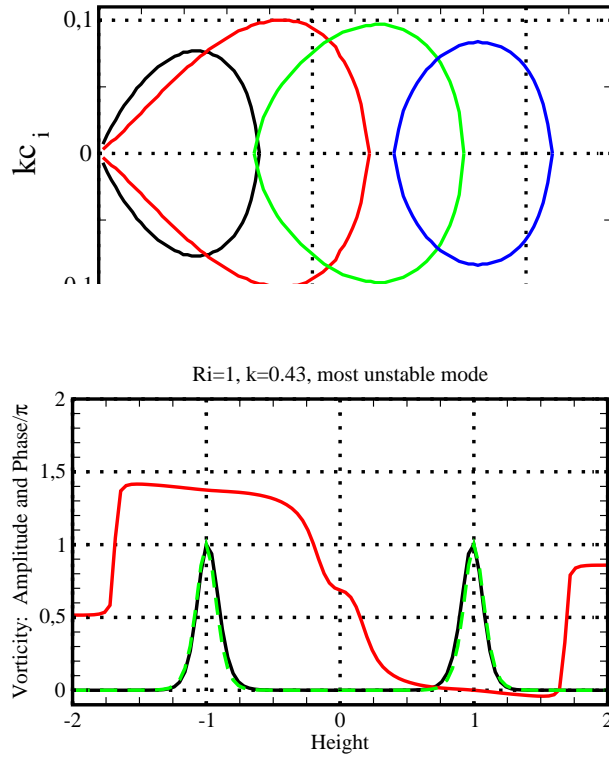 0,1
kc i
0
0.1
Ri=1, k=0.43, most unstable mode
Vorticity: Amplitude and Phase/π
2
1.5
1
0.5
0
-2 -1 0 1 2
Height